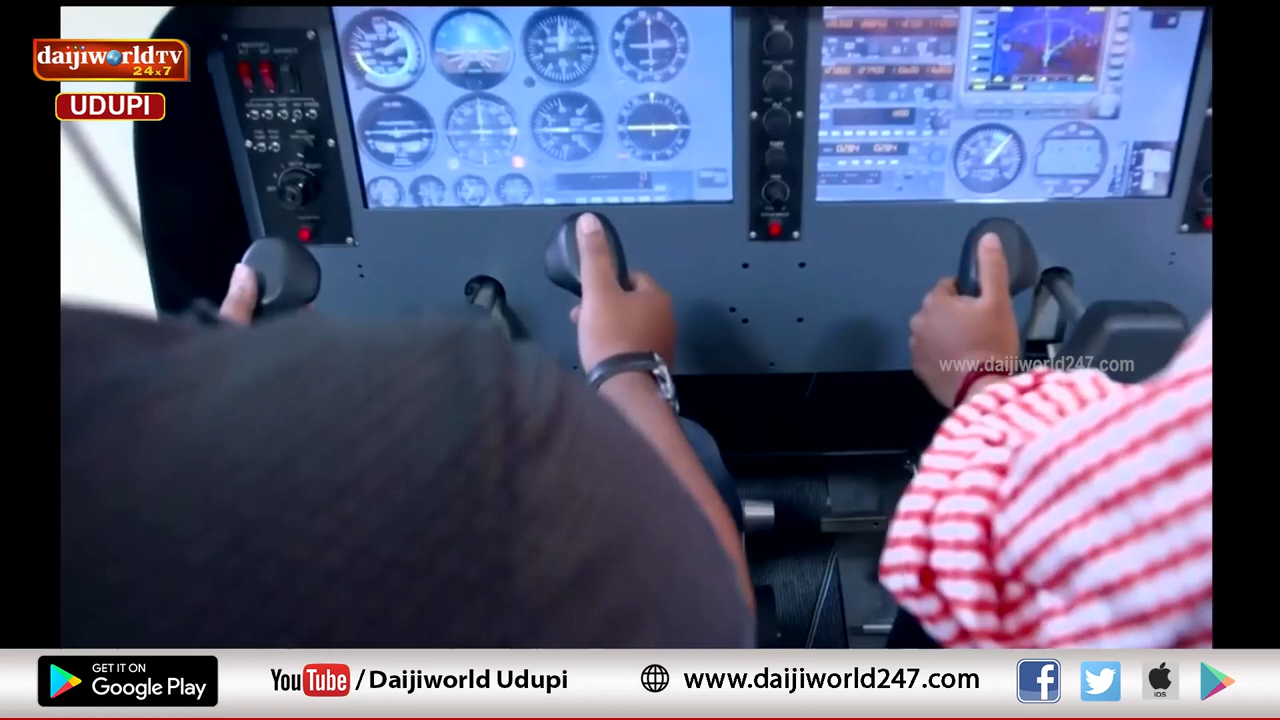 daijiworldTV
24x7
UDUPI
www.daijiworld247.com
GET IT ON
Google Play
YouTube /Daijiworld Udupi
www.daijiworld247.com
iOS